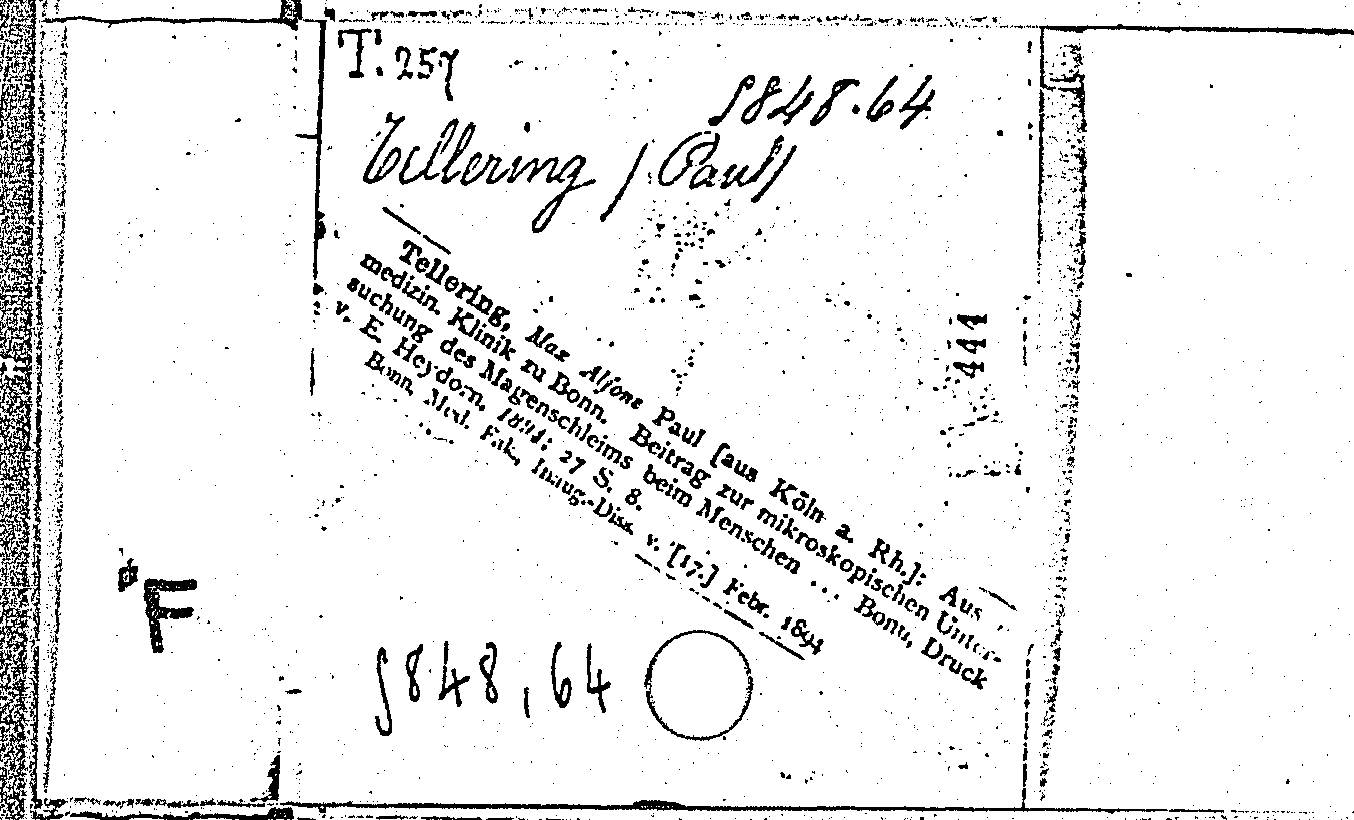 T. 257
S848.64
Tellering / Paul/
Tellering, Max Alfons Paul [aus Köln a. Rh.]: Aus
medizin. Klinik zu Bonn. Beitrag zur mikroskopischen Unter-
suchung des Magenschleims beim Menschen ... Bonn, Druck
v. E. Heydorn, 1894; 27 S. 8.
Bonn, Med. Fak., Inaug.-Diss. v. [17.] Febr. 1894
444
F
S848,64